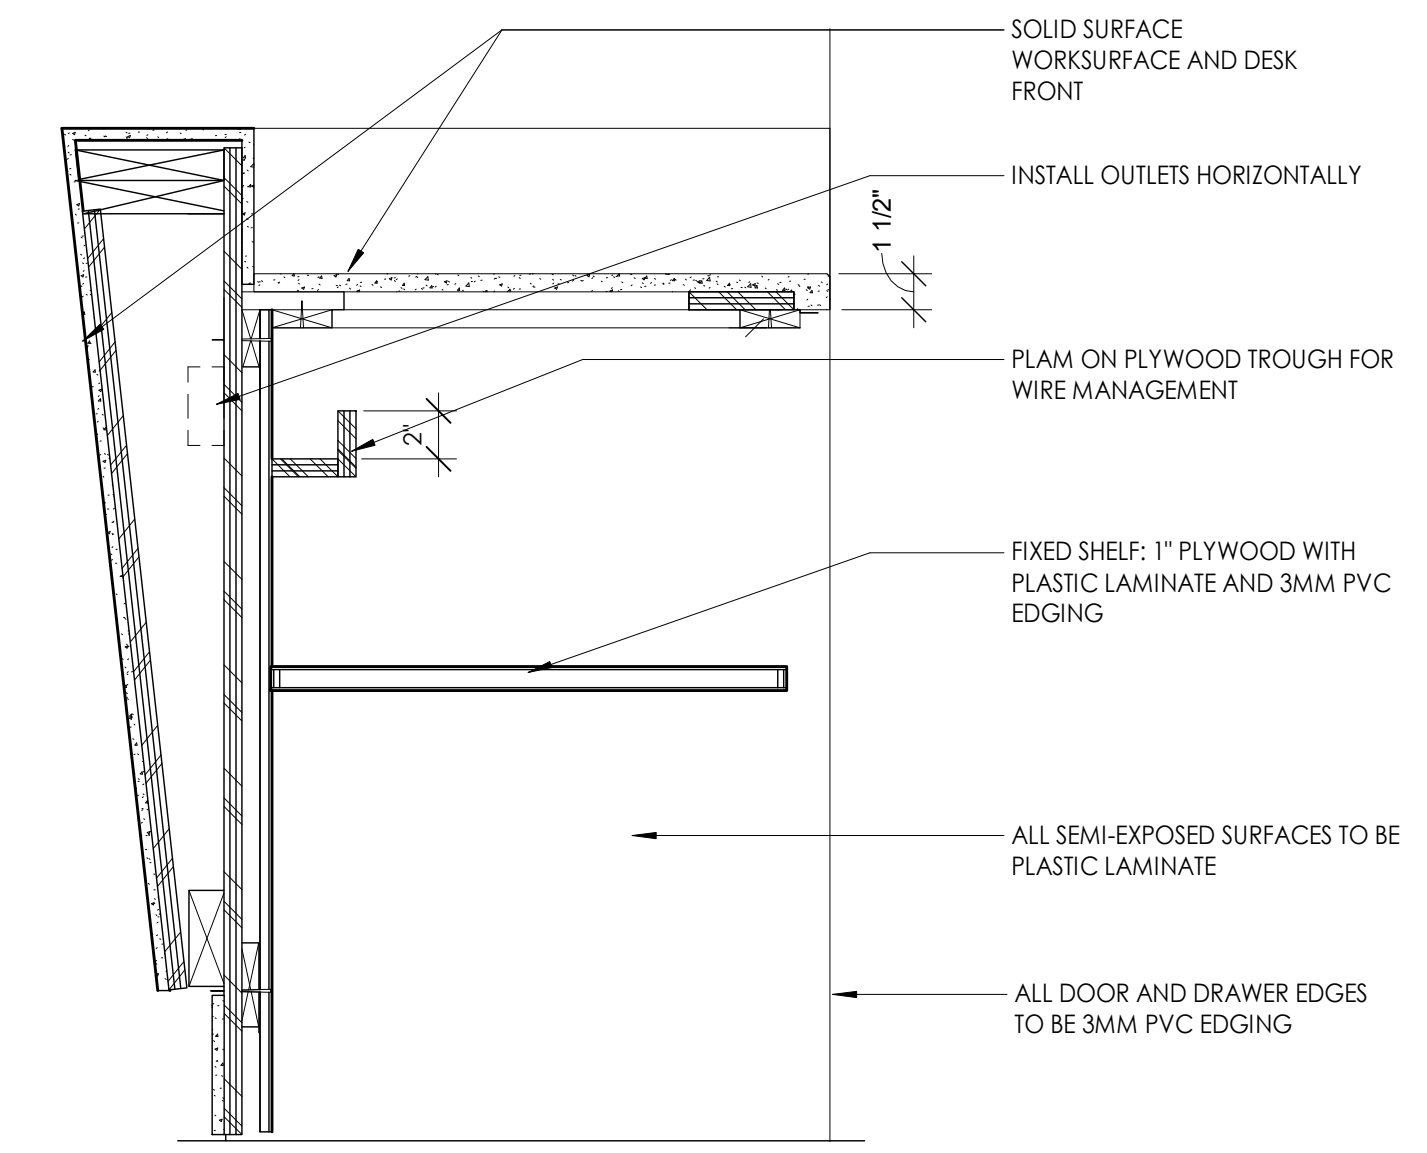 SOLID SURFACE
WORKSURFACE AND DESK
FRONT
INSTALL OUTLETS HORIZONTALLY
1 1/2"
PLAM ON PLYWOOD TROUGH FOR
WIRE MANAGEMENT
2"
FIXED SHELF: 1" PLYWOOD WITH
PLASTIC LAMINATE AND 3MM PVC
EDGING
ALL SEMI-EXPOSED SURFACES TO BE
PLASTIC LAMINATE
ALL DOOR AND DRAWER EDGES
TO BE 3MM PVC EDGING